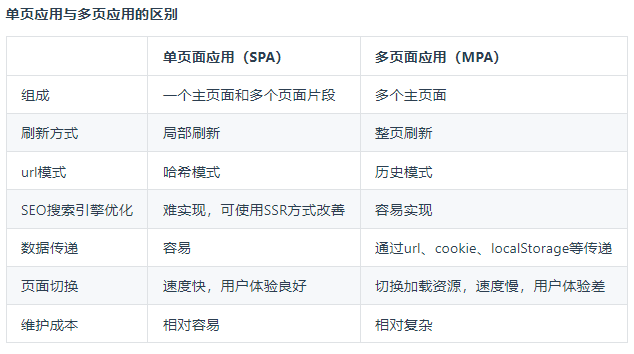 单页应用与多页应用的区别
单页面应用（SPA） 多页面应用（MPA）
组成 一个主页面和多个页面片段 多个主页面
刷新方式 局部刷新 整页刷新
url模式 哈希模式 历史模式
SEO搜索引擎优化 难实现，可使用SSR方式改善 容易实现
数据传递 容易 通过url、cookie、localStorage等传递
页面切换 速度快，用户体验良好 切换加载资源，速度慢，用户体验差
维护成本 相对容易 相对复杂